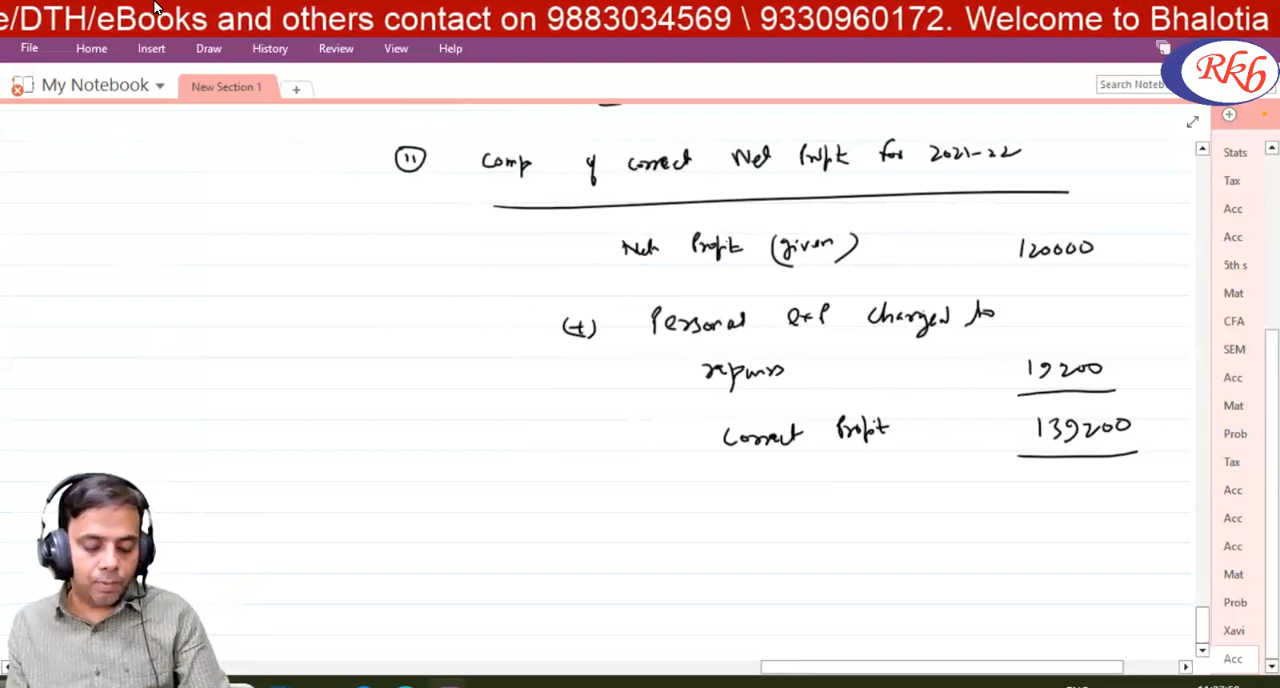 e/DTH/eBooks and others contact on 9883034569 \ 9330960172. Welcome to Bhalotia
File Home Insert Draw History Review View Help
Rkb
My Notebook New Section 1 + Search Noteb
(11) Comp of correct Net Profit for 2021-22
Net Profit (given) 120000
(+) Personal exp charged to
repairs 19200
Correct Profit 139200
Stats
Tax
Acc
Acc
5th s
Mat
CFA
SEM
Acc
Mat
Prob
Tax
Acc
Acc
Acc
Mat
Prob
Xavi
Acc